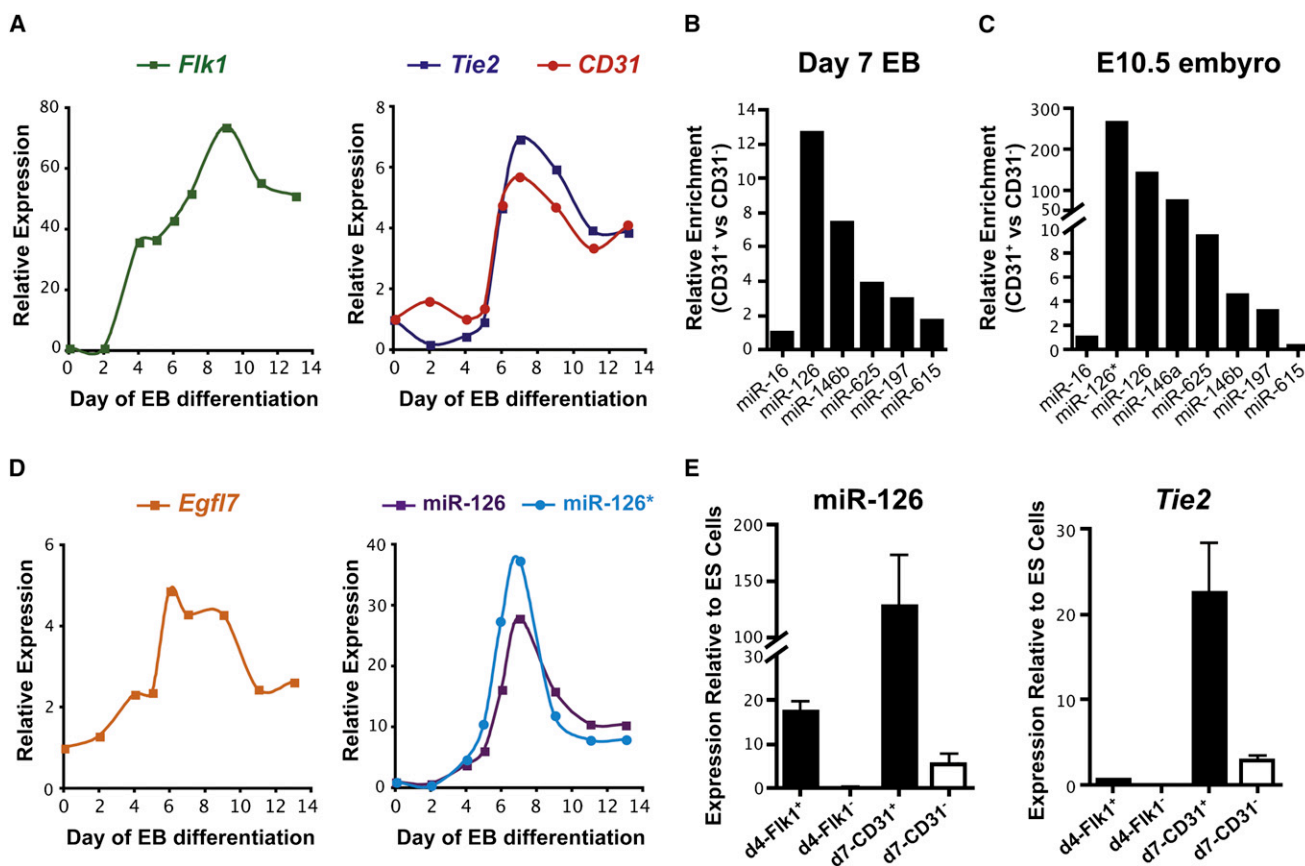 A
Flk1
Relative Expression
80
60
40
20
0
0 2 4 6 8 10 12 14
Day of EB differentiation
Tie2 CD31
Relative Expression
8
6
4
2
0
0 2 4 6 8 10 12 14
Day of EB differentiation
B
Day 7 EB
Relative Enrichment
(CD31+ vs CD31-)
14
12
10
8
6
4
2
0
miR-16
miR-126
miR-146b
miR-625
miR-197
miR-615
C
E10.5 embyro
Relative Enrichment
(CD31+ vs CD31-)
300
200
100
50
10
8
6
4
2
0
miR-16
miR-126*
miR-126
miR-146a
miR-625
miR-146b
miR-197
miR-615
D
Egfl7
Relative Expression
6
4
2
0
0 2 4 6 8 10 12 14
Day of EB differentiation
miR-126 miR-126*
Relative Expression
40
30
20
10
0
0 2 4 6 8 10 12 14
Day of EB differentiation
E
miR-126
Expression Relative to ES Cells
200
150
100
30
20
10
0
d4-Flk1+
d4-Flk1-
d7-CD31+
d7-CD31-
Tie2
Expression Relative to ES Cells
30
20
10
0
d4-Flk1+
d4-Flk1-
d7-CD31+
d7-CD31-